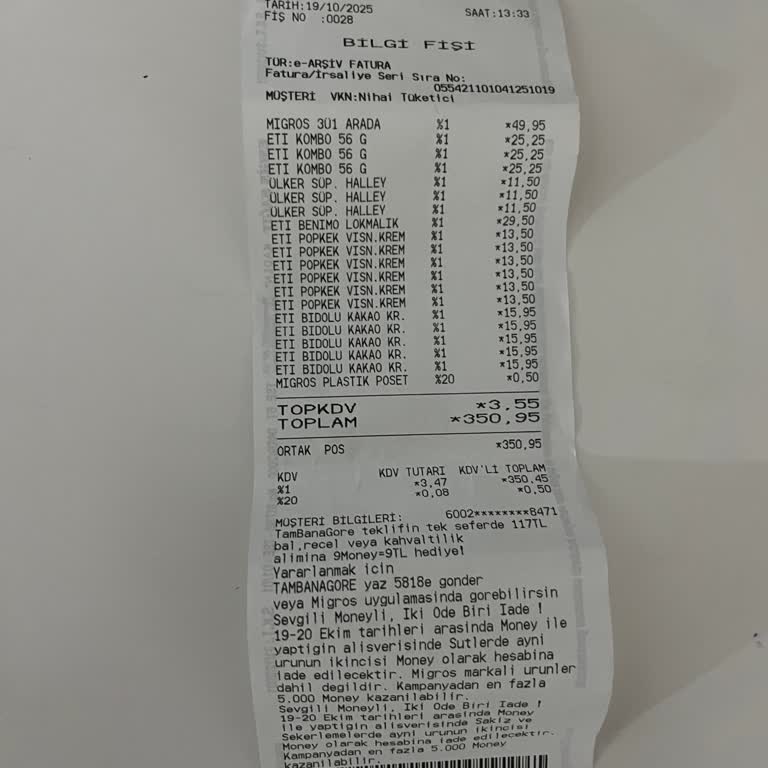 TARİH:19/10/2025 SAAT:13:33
FİŞ NO :0028
BİLGİ FİŞİ
TÜR:e-ARŞİV FATURA
Fatura/İrsaliye Seri Sıra No:
055421101041251019
MÜŞTERİ VKN:Nihai Tüketici
MIGROS 3Ü1 ARADA %1 *49,95
ETI KOMBO 56 G %1 *25,25
ETI KOMBO 56 G %1 *25,25
ETI KOMBO 56 G %1 *25,25
ÜLKER SÜP. HALLEY %1 *11,50
ÜLKER SÜP. HALLEY %1 *11,50
ÜLKER SÜP. HALLEY %1 *11,50
ETI BENIMO LOKMALIK %1 *29,50
ETI POPKEK VISN.KREM %1 *13,50
ETI POPKEK VISN.KREM %1 *13,50
ETI POPKEK VISN.KREM %1 *13,50
ETI POPKEK VISN.KREM %1 *13,50
ETI POPKEK VISN.KREM %1 *13,50
ETI POPKEK VISN.KREM %1 *13,50
ETI BIDOLU KAKAO KR. %1 *15,95
ETI BIDOLU KAKAO KR. %1 *15,95
ETI BIDOLU KAKAO KR. %1 *15,95
ETI BIDOLU KAKAO KR. %1 *15,95
ETI BIDOLU KAKAO KR. %1 *15,95
MIGROS PLASTIK POSET %20 *0,50
TOPKDV *3,55
TOPLAM *350,95
ORTAK POS *350,95
KDV KDV TUTARI KDV'Lİ TOPLAM
%1 *3,47 *350,45
%20 *0,08 *0,50
MÜŞTERİ BİLGİLERİ: 6002********8471
TamBanaGore teklifin tek seferde 117TL
bal,recel veya kahvaltilik
alimina 9Money=9TL hediye!
Yararlanmak icin
TAMBANAGORE yaz 5818e gonder
veya Migros uygulamasinda gorebilirsin
Sevgili Moneyli, Iki Ode Biri Iade !
19-20 Ekim tarihleri arasinda Money ile
yaptigin alisverisinde Sutlerde ayni
urunun ikincisi Money olarak hesabina
iade edilecektir. Migros markali urunler
dahil degildir. Kampanyadan en fazla
5.000 Money kazanilabilir.
Sevgili Moneyli, Iki Ode Biri Iade !
19-20 Ekim tarihleri arasinda Money
ile yaptigin alisverisinde Sakiz ve
Sekerlemelerde ayni urunun ikincisi
Money olarak hesabina iade edilecektir.
Kampanyadan en fazla 5.000 Money
kazanilabilir.